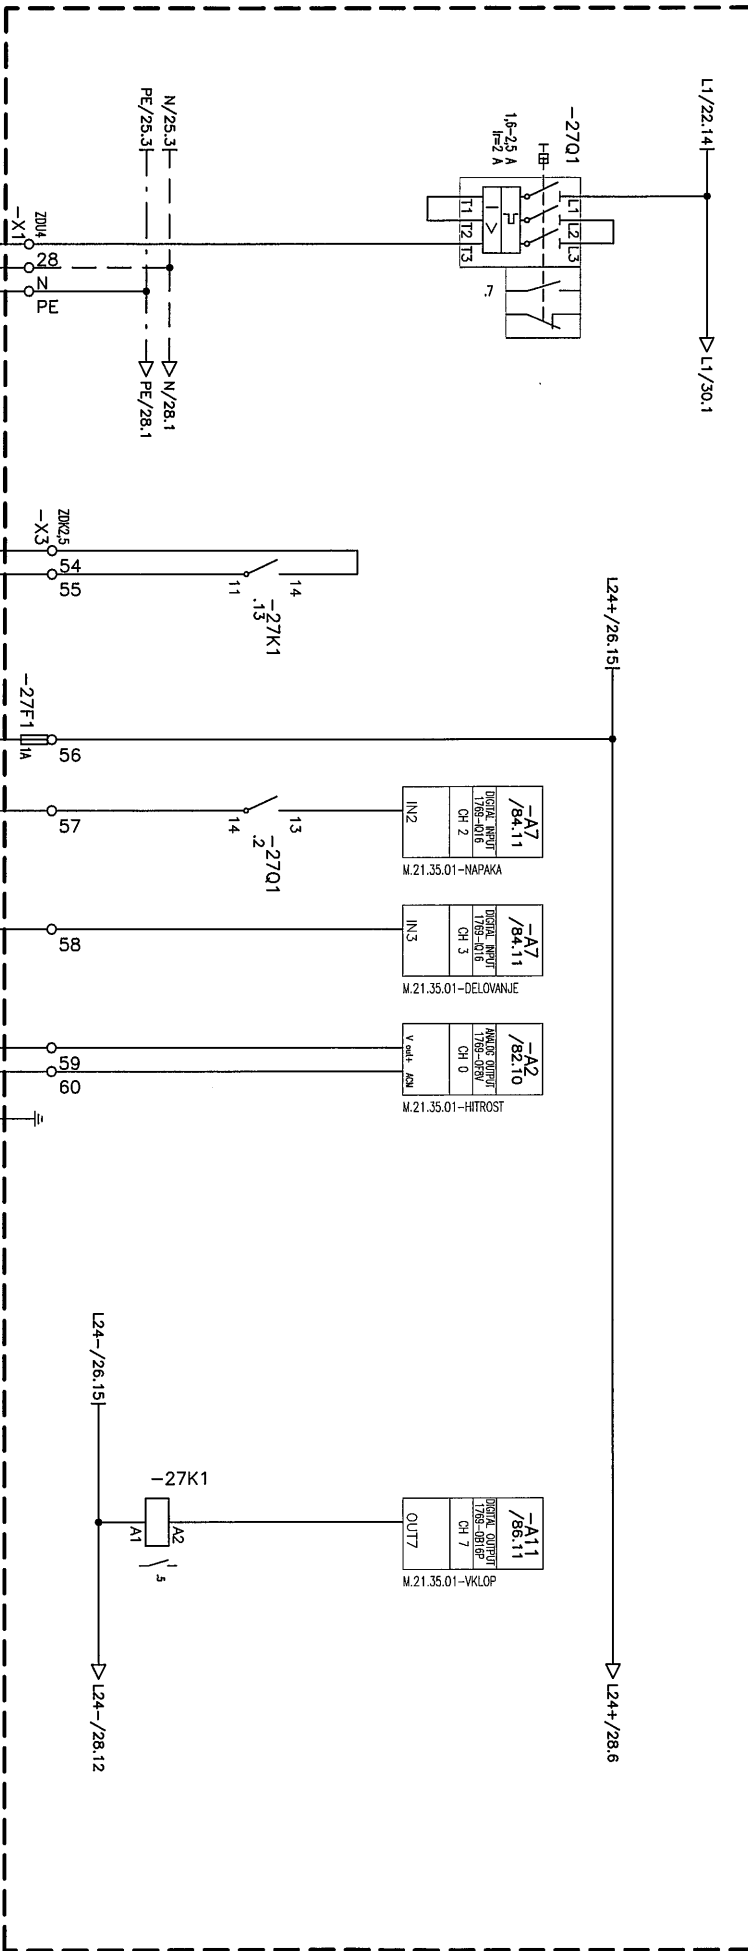 L1/22.14
L1/30.1
-27Q1
1,6-2,5 A
Ir=2 A
L1
L2
L3
T1
T2
T3
I >
.7
N/25.3
PE/25.3
N/28.1
PE/28.1
-X1
ZDU4
28
N
PE
-X3
ZDK2,5
54
55
11
14
-27K1
.13
L24+/26.15
L24+/28.6
-27F1
1A
56
57
14
13
-27Q1
.2
-A7
/84.11
DIGITAL INPUT
1769-IQ16
CH 2
IN2
M.21.35.01-NAPAKA
58
-A7
/84.11
DIGITAL INPUT
1769-IQ16
CH 3
IN3
M.21.35.01-DELOVANJE
59
60
-A2
/82.10
ANALOG OUTPUT
1769-OF8V
CH 0
V out+
ACM
M.21.35.01-HITROST
L24-/26.15
L24-/28.12
-27K1
A1
A2
.5
-A11
/86.11
DIGITAL OUTPUT
1769-OB16P
CH 7
OUT7
M.21.35.01-VKLOP